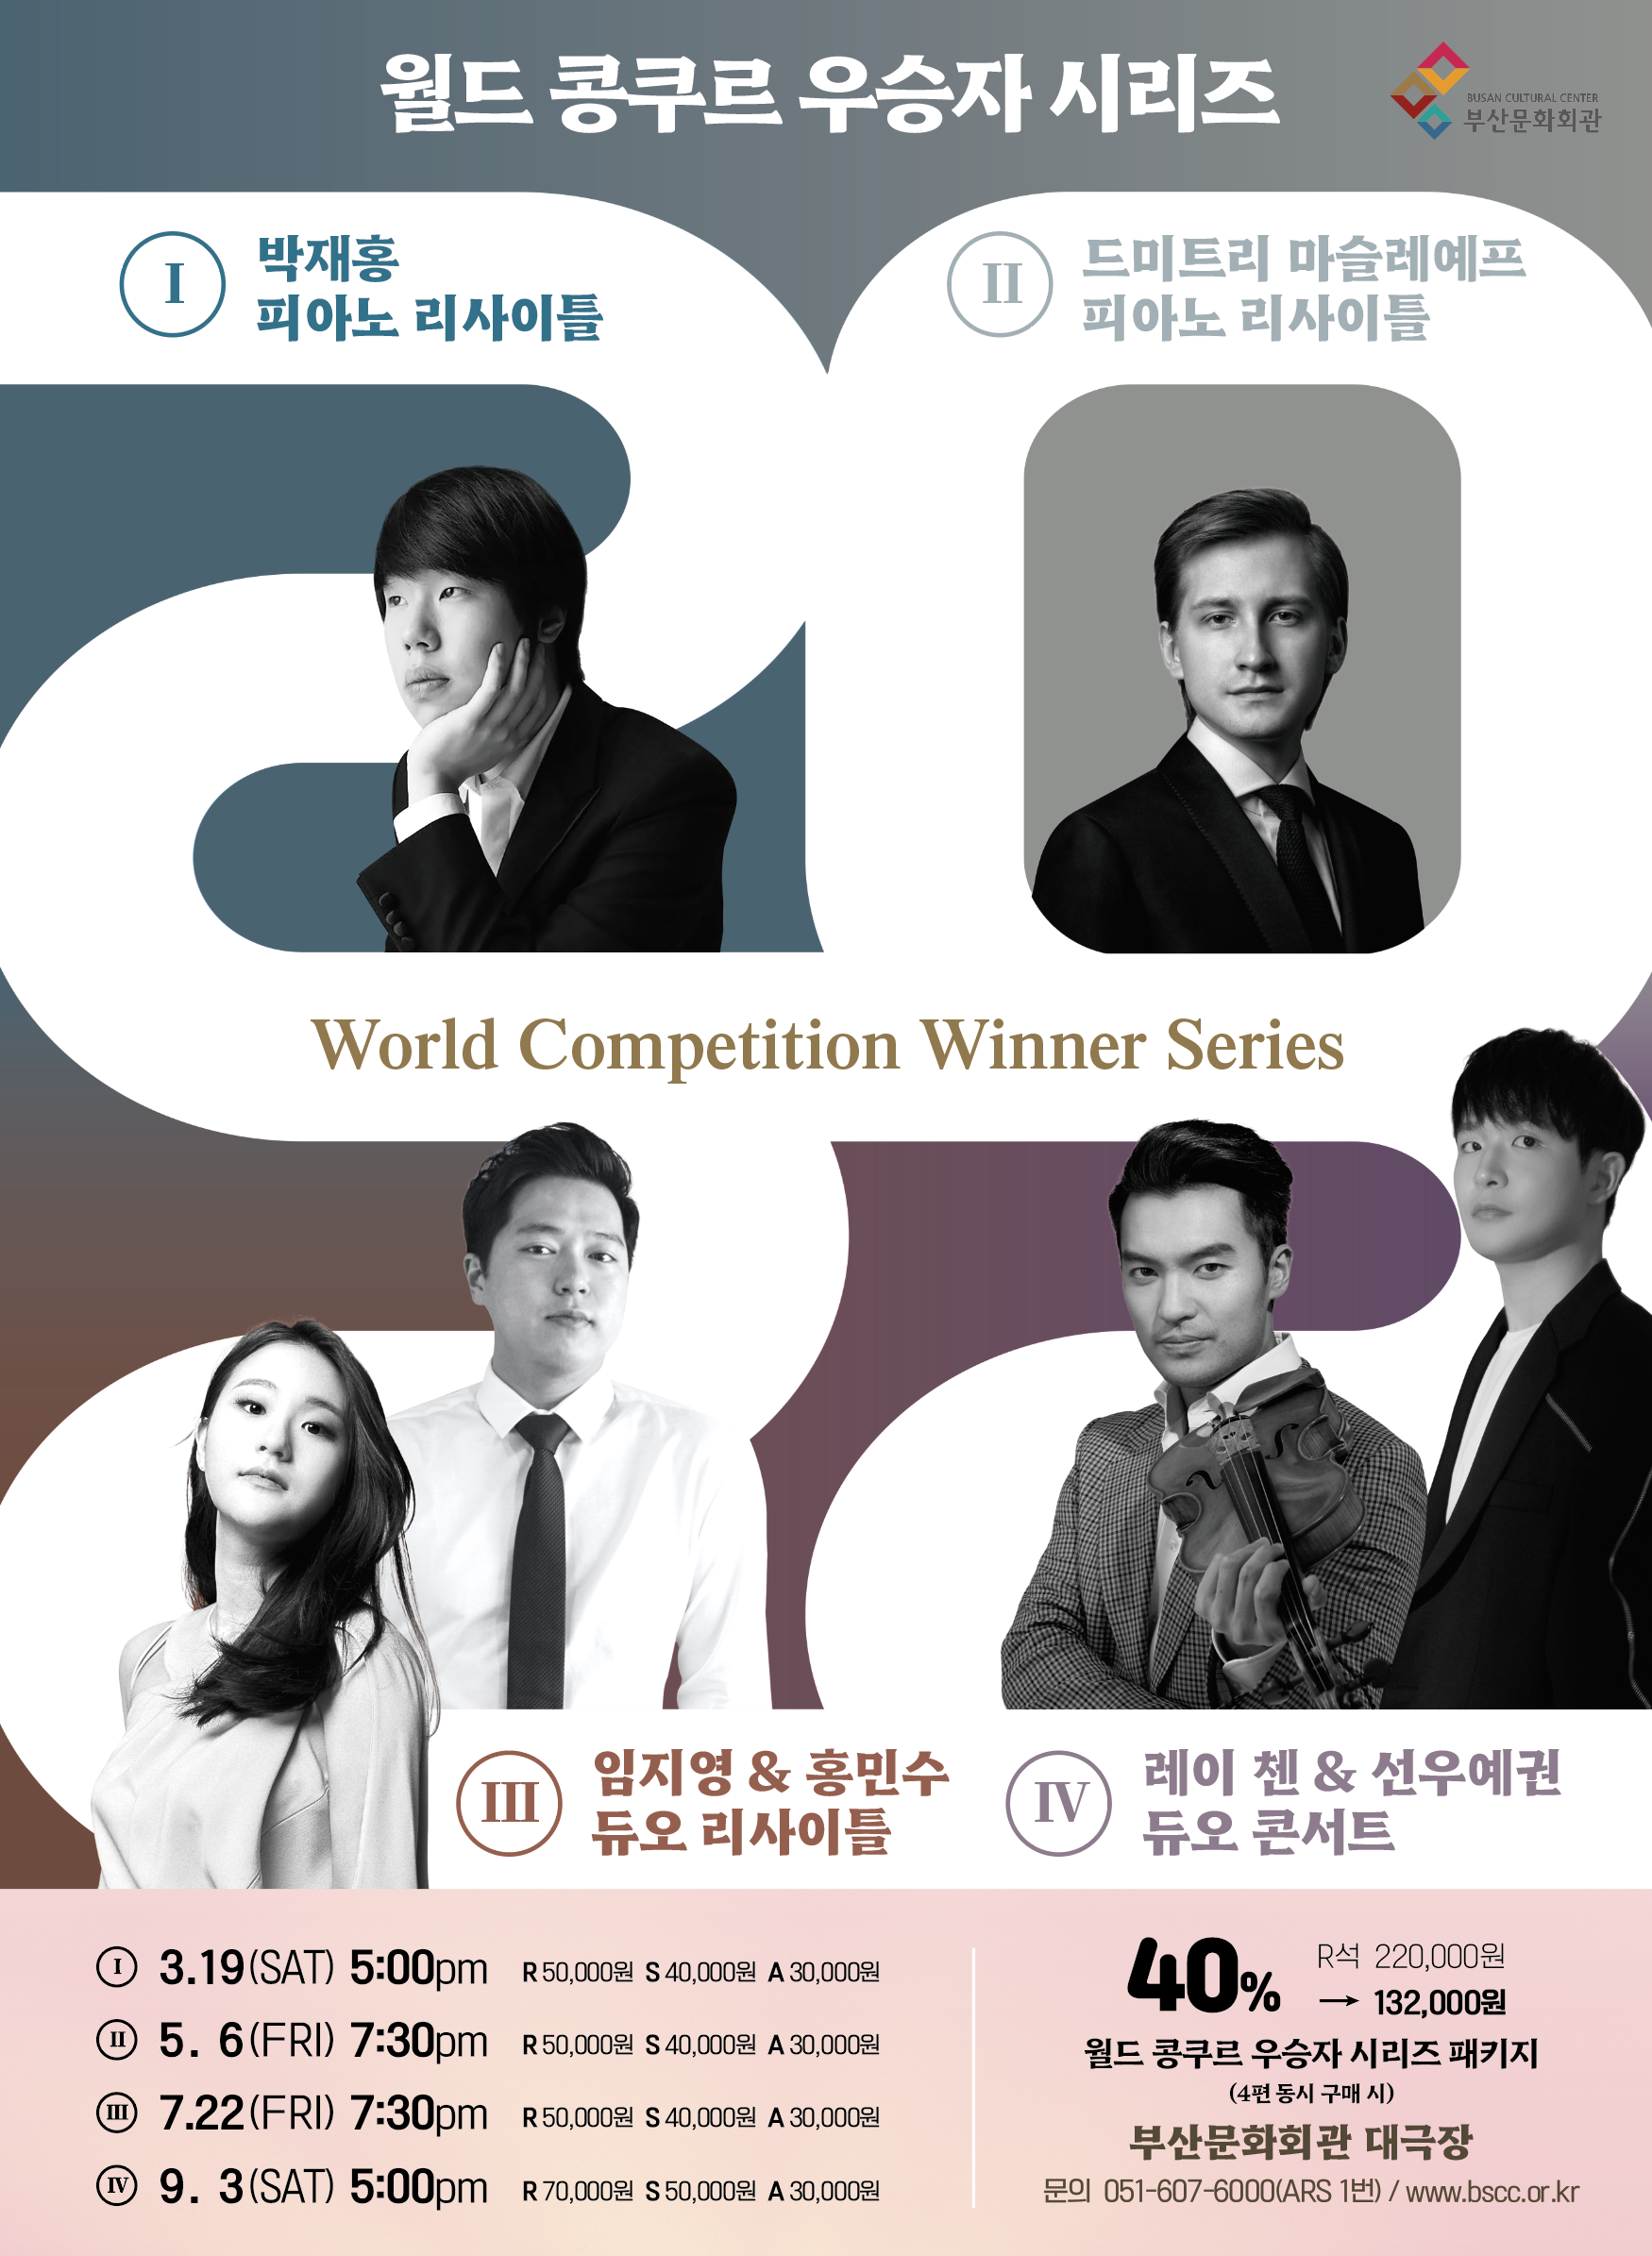 월드 콩쿠르 우승자 시리즈
BUSAN CULTURAL CENTER
부산문화회관
I
박재홍
피아노 리사이틀
II
드미트리 마슬레예프
피아노 리사이틀
World Competition Winner Series
III
임지영 & 홍민수
듀오 리사이틀
IV
레이 첸 & 선우예권
듀오 콘서트
I 3.19(SAT) 5:00pm R 50,000원 S 40,000원 A 30,000원
II 5. 6(FRI) 7:30pm R 50,000원 S 40,000원 A 30,000원
III 7.22(FRI) 7:30pm R 50,000원 S 40,000원 A 30,000원
IV 9. 3(SAT) 5:00pm R 70,000원 S 50,000원 A 30,000원
40% R석 220,000원
→ 132,000원
월드 콩쿠르 우승자 시리즈 패키지
(4편 동시 구매 시)
부산문화회관 대극장
문의 051-607-6000(ARS 1번) / www.bscc.or.kr